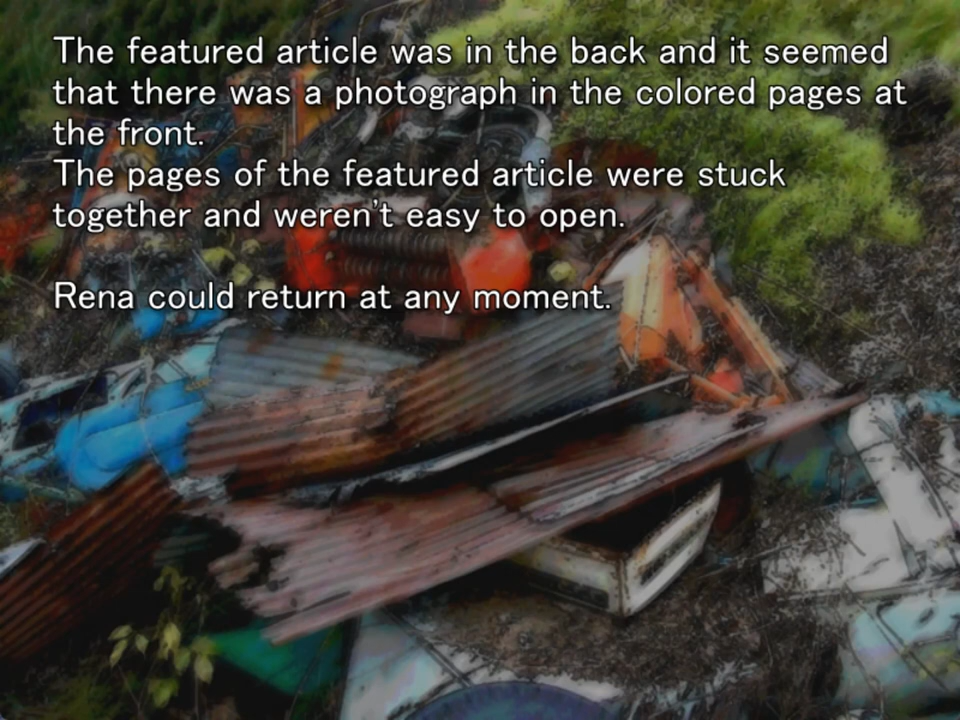 The featured article was in the back and it seemed
that there was a photograph in the colored pages at
the front.
The pages of the featured article were stuck
together and weren't easy to open.
Rena could return at any moment.